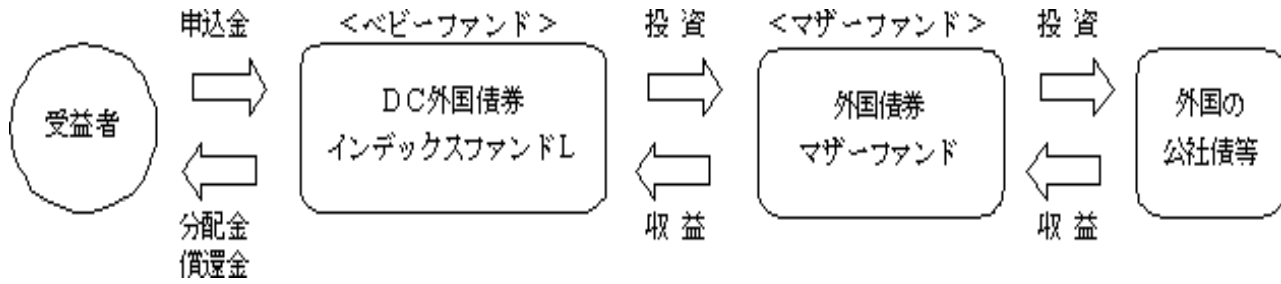 申込金
＜ベビーファンド＞
投 資
＜マザーファンド＞
投 資
受益者
ＤＣ外国債券
インデックスファンドＬ
外国債券
マザーファンド
外国の
公社債等
分配金
償還金
収 益
収 益